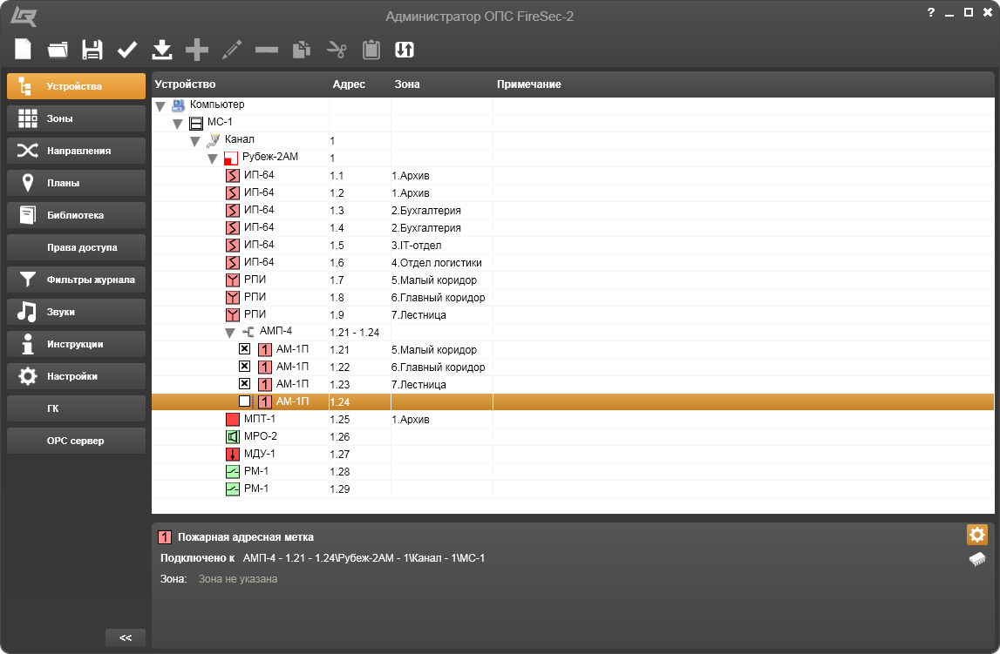 Администратор ОПС FireSec-2
?
Устройства
Зоны
Направления
Планы
Библиотека
Права доступа
Фильтры журнала
Звуки
Инструкции
Настройки
ГК
OPC сервер
<<
Устройство Адрес Зона Примечание
Компьютер
МС-1
Канал 1
Рубеж-2АМ 1
ИП-64 1.1 1.Архив
ИП-64 1.2 1.Архив
ИП-64 1.3 2.Бухгалтерия
ИП-64 1.4 2.Бухгалтерия
ИП-64 1.5 3.IT-отдел
ИП-64 1.6 4.Отдел логистики
РПИ 1.7 5.Малый коридор
РПИ 1.8 6.Главный коридор
РПИ 1.9 7.Лестница
АМП-4 1.21 - 1.24
1 АМ-1П 1.21 5.Малый коридор
1 АМ-1П 1.22 6.Главный коридор
1 АМ-1П 1.23 7.Лестница
1 АМ-1П 1.24
МПТ-1 1.25 1.Архив
МРО-2 1.26
МДУ-1 1.27
РМ-1 1.28
РМ-1 1.29
1 Пожарная адресная метка
Подключено к АМП-4 - 1.21 - 1.24\Рубеж-2АМ - 1\Канал - 1\МС-1
Зона: Зона не указана